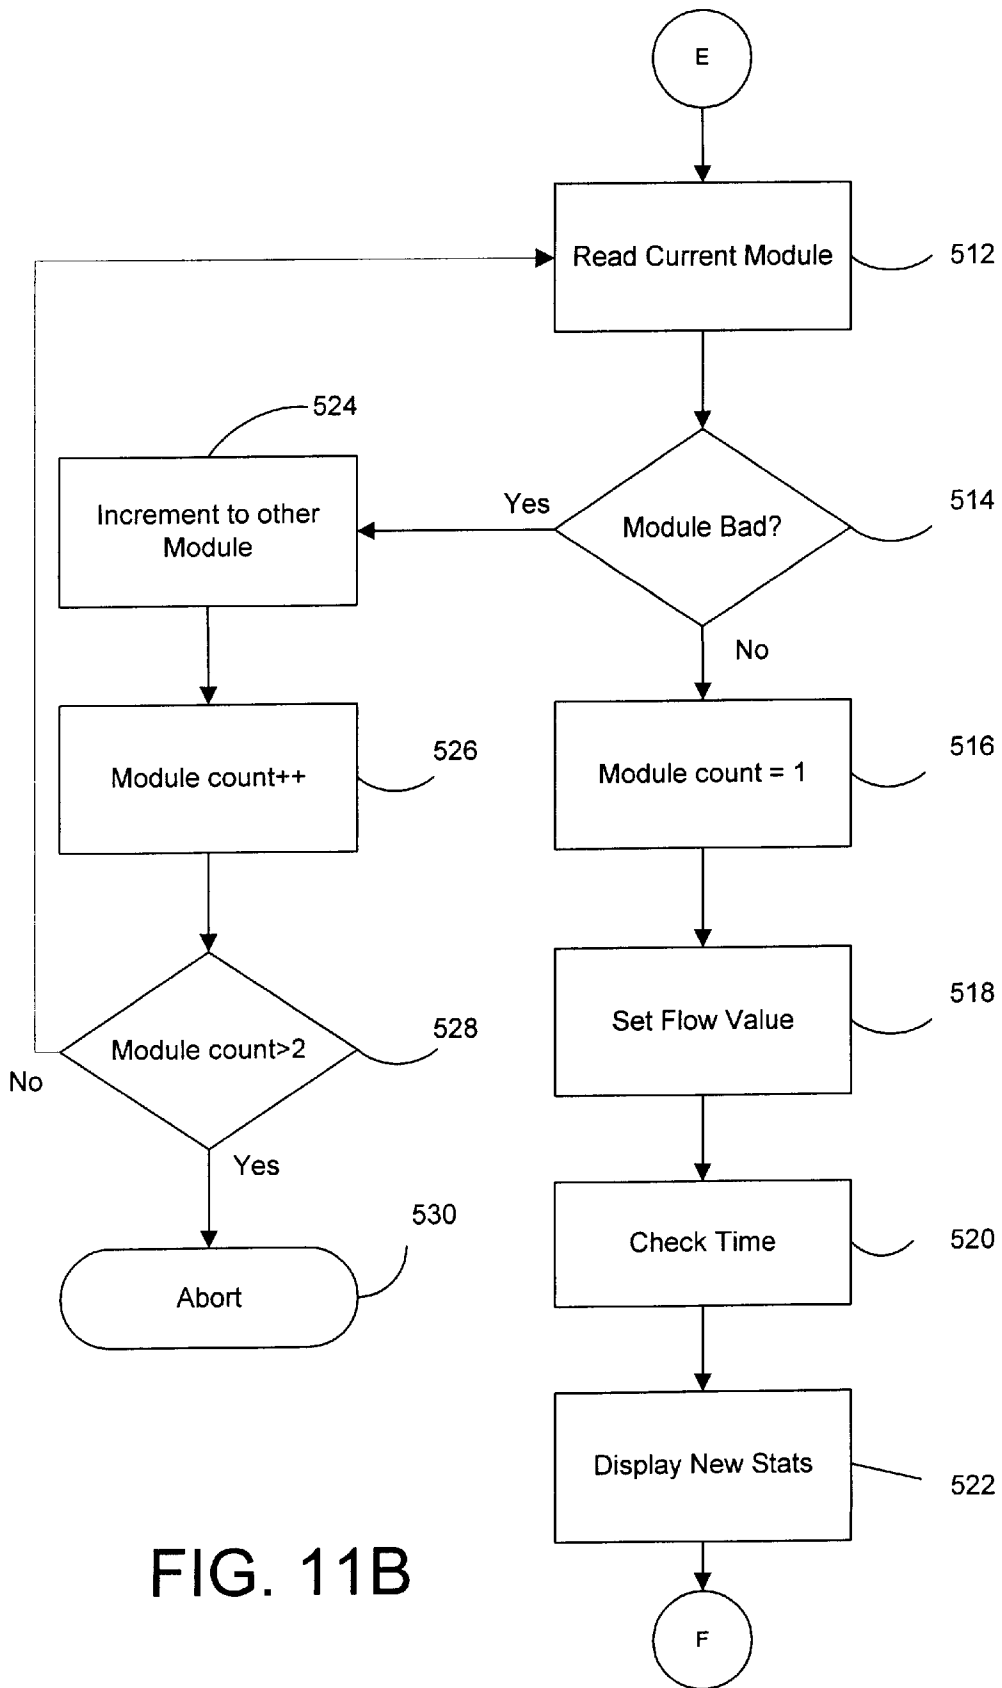 E
Read Current Module
512
524
Increment to other
Module
Yes
Module Bad?
514
No
Module count++
526
Module count = 1
516
Module count>2
528
No
Yes
Set Flow Value
518
530
Abort
Check Time
520
Display New Stats
522
FIG. 11B
F